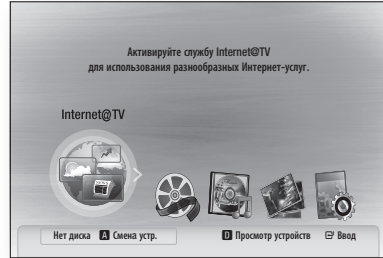 Активируйте службу Internet@TV
для использования разнообразных Интернет-услуг.
Internet@TV
Нет диска A Смена устр. D Просмотр устройств Ввод